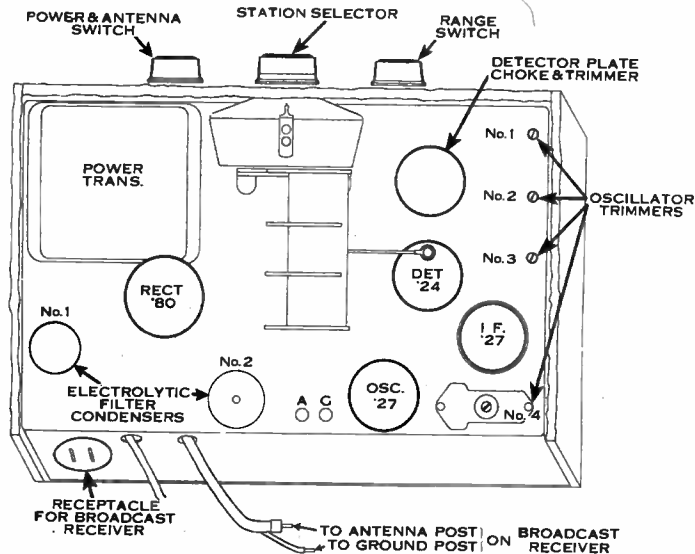 POWER & ANTENNA
SWITCH
STATION SELECTOR
RANGE
SWITCH
DETECTOR PLATE
CHOKE & TRIMMER
No. 1
POWER
TRANS.
No. 2
OSCILLATOR
TRIMMERS
No. 3
DET
'24
RECT
'80
No. 1
I.F.
'27
No. 2
ELECTROLYTIC
FILTER
CONDENSERS
A G
OSC.
'27
No. 4
RECEPTACLE
FOR BROADCAST
RECEIVER
TO ANTENNA POST
TO GROUND POST
ON BROADCAST
RECEIVER